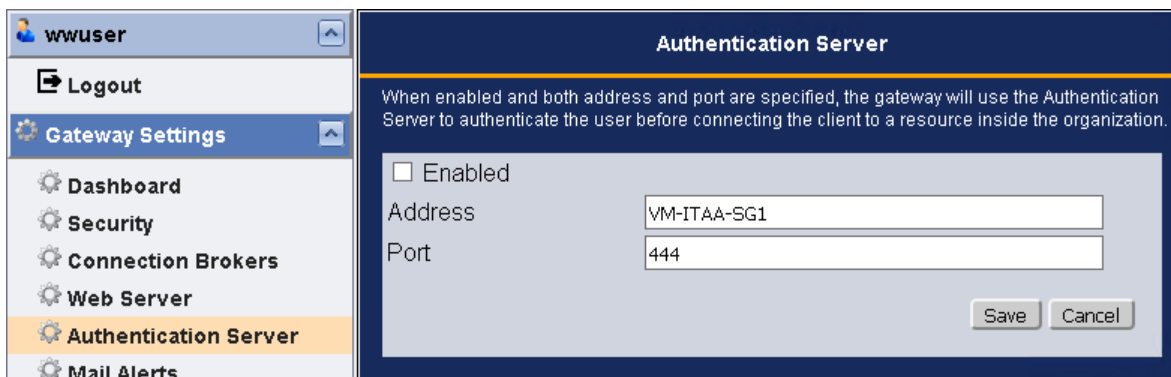 wwuser
Logout
Gateway Settings
Dashboard
Security
Connection Brokers
Web Server
Authentication Server
Mail Alerts
Authentication Server
When enabled and both address and port are specified, the gateway will use the Authentication
Server to authenticate the user before connecting the client to a resource inside the organization.
Enabled
Address VM-ITAA-SG1
Port 444
Save Cancel